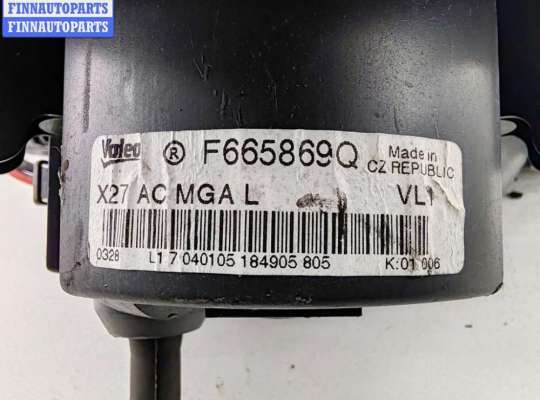 FINNAUTOPARTS
FINNAUTOPARTS
Valeo ® F665869Q Made in
CZ REPUBLIC
X27 AC MGA L VL1
0328 L1 7 040105 184905 805 K:01 006